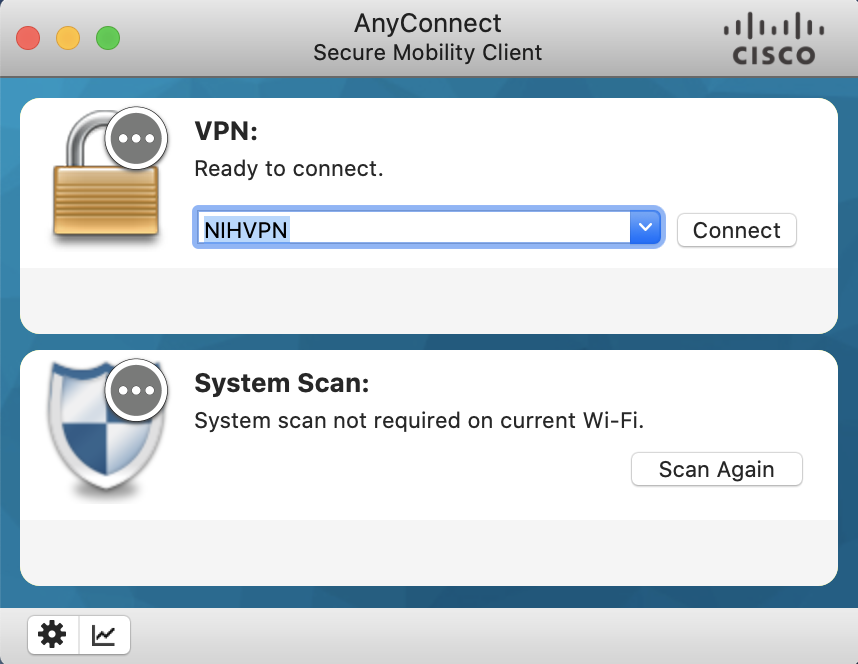 AnyConnect
Secure Mobility Client
CISCO
VPN:
Ready to connect.
NIHVPN
Connect
System Scan:
System scan not required on current Wi-Fi.
Scan Again